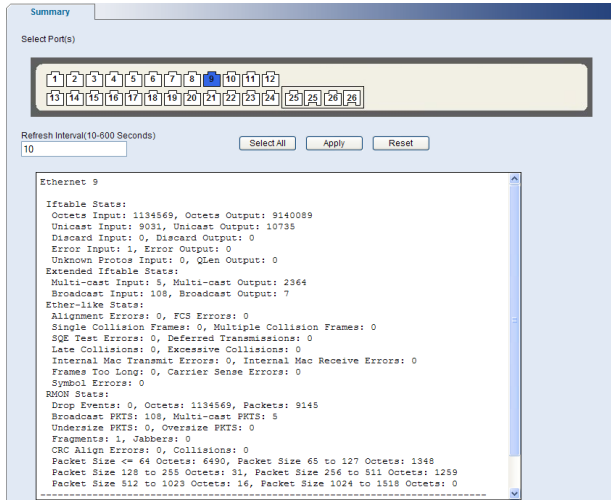 Summary
Select Port(s)
1 2 3 4 5 6 7 8 9 10 11 12
13 14 15 16 17 18 19 20 21 22 23 24 25 25 26 26
Refresh Interval(10-600 Seconds)
10 Select All Apply Reset
Ethernet 9
Iftable Stats:
Octets Input: 1134569, Octets Output: 9140089
Unicast Input: 9031, Unicast Output: 10735
Discard Input: 0, Discard Output: 0
Error Input: 1, Error Output: 0
Unknown Protos Input: 0, QLen Output: 0
Extended Iftable Stats:
Multi-cast Input: 5, Multi-cast Output: 2364
Broadcast Input: 108, Broadcast Output: 7
Ether-like Stats:
Alignment Errors: 0, FCS Errors: 0
Single Collision Frames: 0, Multiple Collision Frames: 0
SQE Test Errors: 0, Deferred Transmissions: 0
Late Collisions: 0, Excessive Collisions: 0
Internal Mac Transmit Errors: 0, Internal Mac Receive Errors: 0
Frames Too Long: 0, Carrier Sense Errors: 0
Symbol Errors: 0
RMON Stats:
Drop Events: 0, Octets: 1134569, Packets: 9145
Broadcast PKTS: 108, Multi-cast PKTS: 5
Undersize PKTS: 0, Oversize PKTS: 0
Fragments: 1, Jabbers: 0
CRC Align Errors: 0, Collisions: 0
Packet Size <= 64 Octets: 6490, Packet Size 65 to 127 Octets: 1348
Packet Size 128 to 255 Octets: 31, Packet Size 256 to 511 Octets: 1259
Packet Size 512 to 1023 Octets: 16, Packet Size 1024 to 1518 Octets: 0